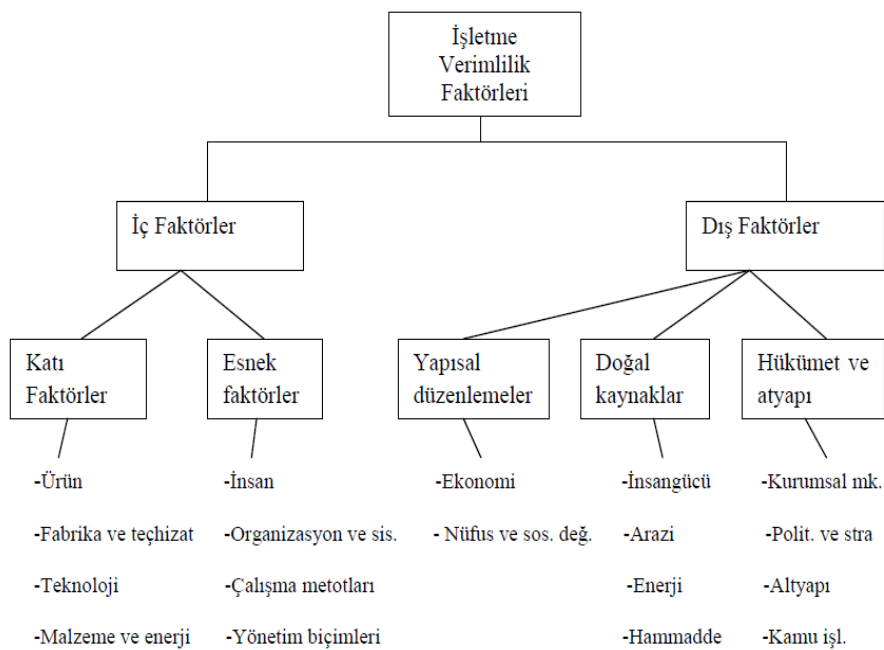 İşletme
Verimlilik
Faktörleri
İç Faktörler
Dış Faktörler
Katı
Faktörler
Esnek
faktörler
Yapısal
düzenlemeler
Doğal
kaynaklar
Hükümet ve
atyapı
-Ürün
-Fabrika ve teçhizat
-Teknoloji
-Malzeme ve enerji
-İnsan
-Organizasyon ve sis.
-Çalışma metotları
-Yönetim biçimleri
-Ekonomi
- Nüfus ve sos. değ.
-İnsangücü
-Arazi
-Enerji
-Hammadde
-Kurumsal mk.
-Polit. ve stra
-Altyapı
-Kamu işl.